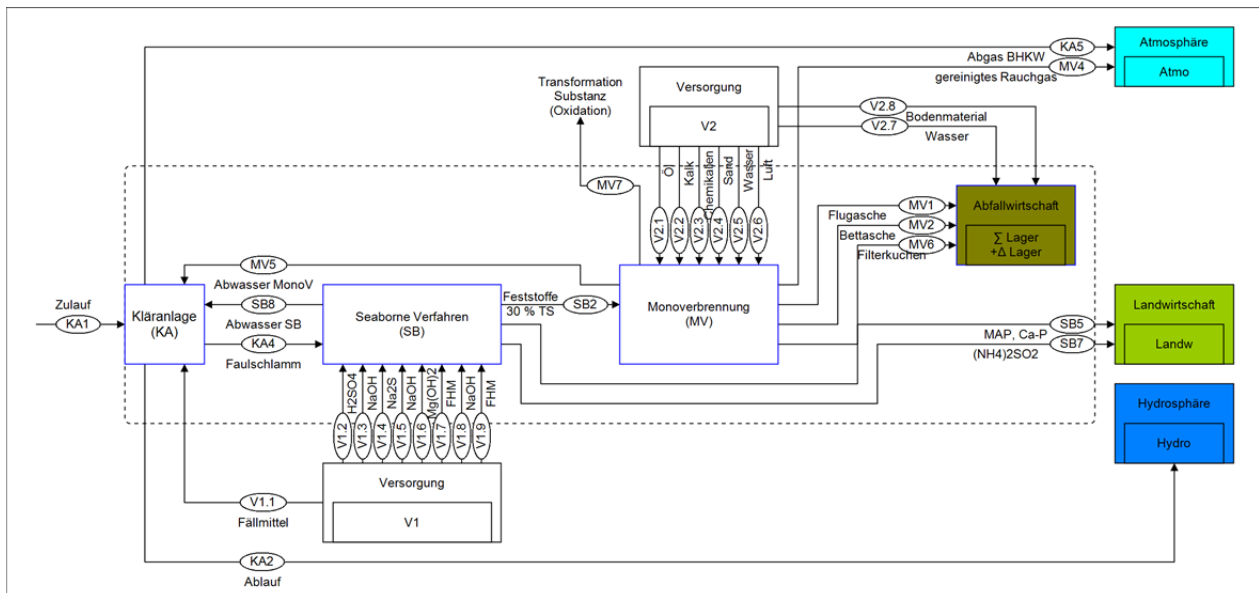 KA5
Atmosphäre
Abgas BHKW
MV4
gereinigtes Rauchgas
Atmo
Transformation
Substanz
(Oxidation)
Versorgung
V2
V2.8
Bodenmaterial
V2.7
Wasser
MV7
Öl
Kalk
Chemikalien
Sand
Wasser
Luft
V2.1
V2.2
V2.3
V2.4
V2.5
V2.6
MV1
Flugasche
MV2
Bettasche
MV6
Filterkuchen
Abfallwirtschaft
∑ Lager
+Δ Lager
MV5
Abwasser MonoV
Zulauf
KA1
Kläranlage
(KA)
SB8
Abwasser SB
KA4
Faulschlamm
Seaborne Verfahren
(SB)
Feststoffe
30 % TS
SB2
Monoverbrennung
(MV)
SB5
MAP, Ca-P
SB7
(NH4)2SO2
Landwirtschaft
Landw
H2SO4
NaOH
Na2S
NaOH
Mg(OH)2
FHM
NaOH
FHM
V1.2
V1.3
V1.4
V1.5
V1.6
V1.7
V1.8
V1.9
Hydrosphäre
Hydro
Versorgung
V1
V1.1
Fällmittel
KA2
Ablauf